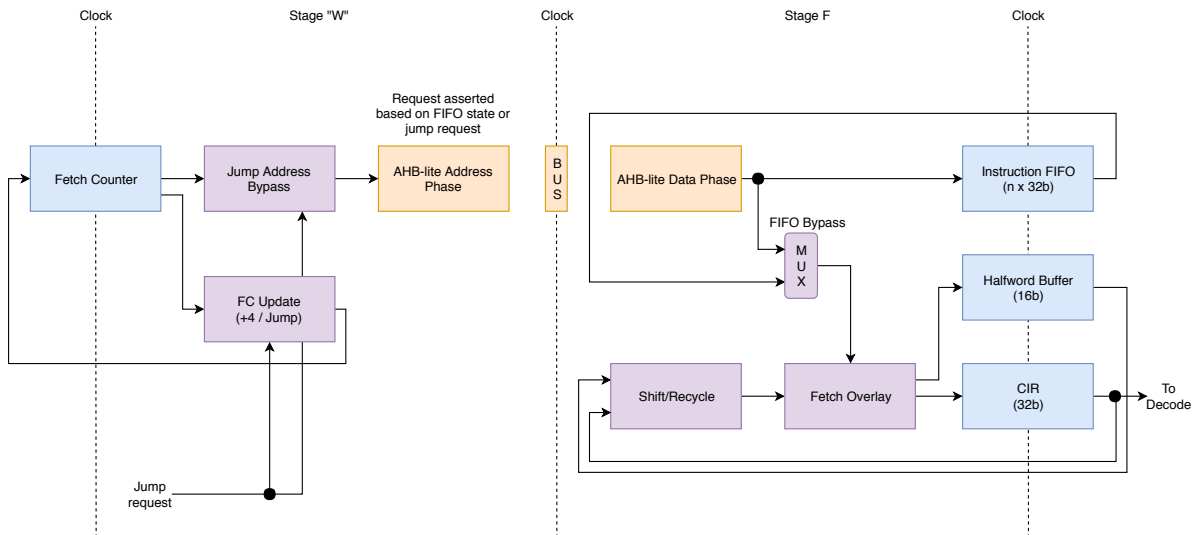 Clock
Stage "W"
Clock
Stage F
Clock
Request asserted
based on FIFO state or
jump request
Fetch Counter
Jump Address
Bypass
AHB-lite Address
Phase
B
U
S
AHB-lite Data Phase
Instruction FIFO
(n x 32b)
FIFO Bypass
M
U
X
FC Update
(+4 / Jump)
Halfword Buffer
(16b)
Shift/Recycle
Fetch Overlay
CIR
(32b)
To
Decode
Jump
request